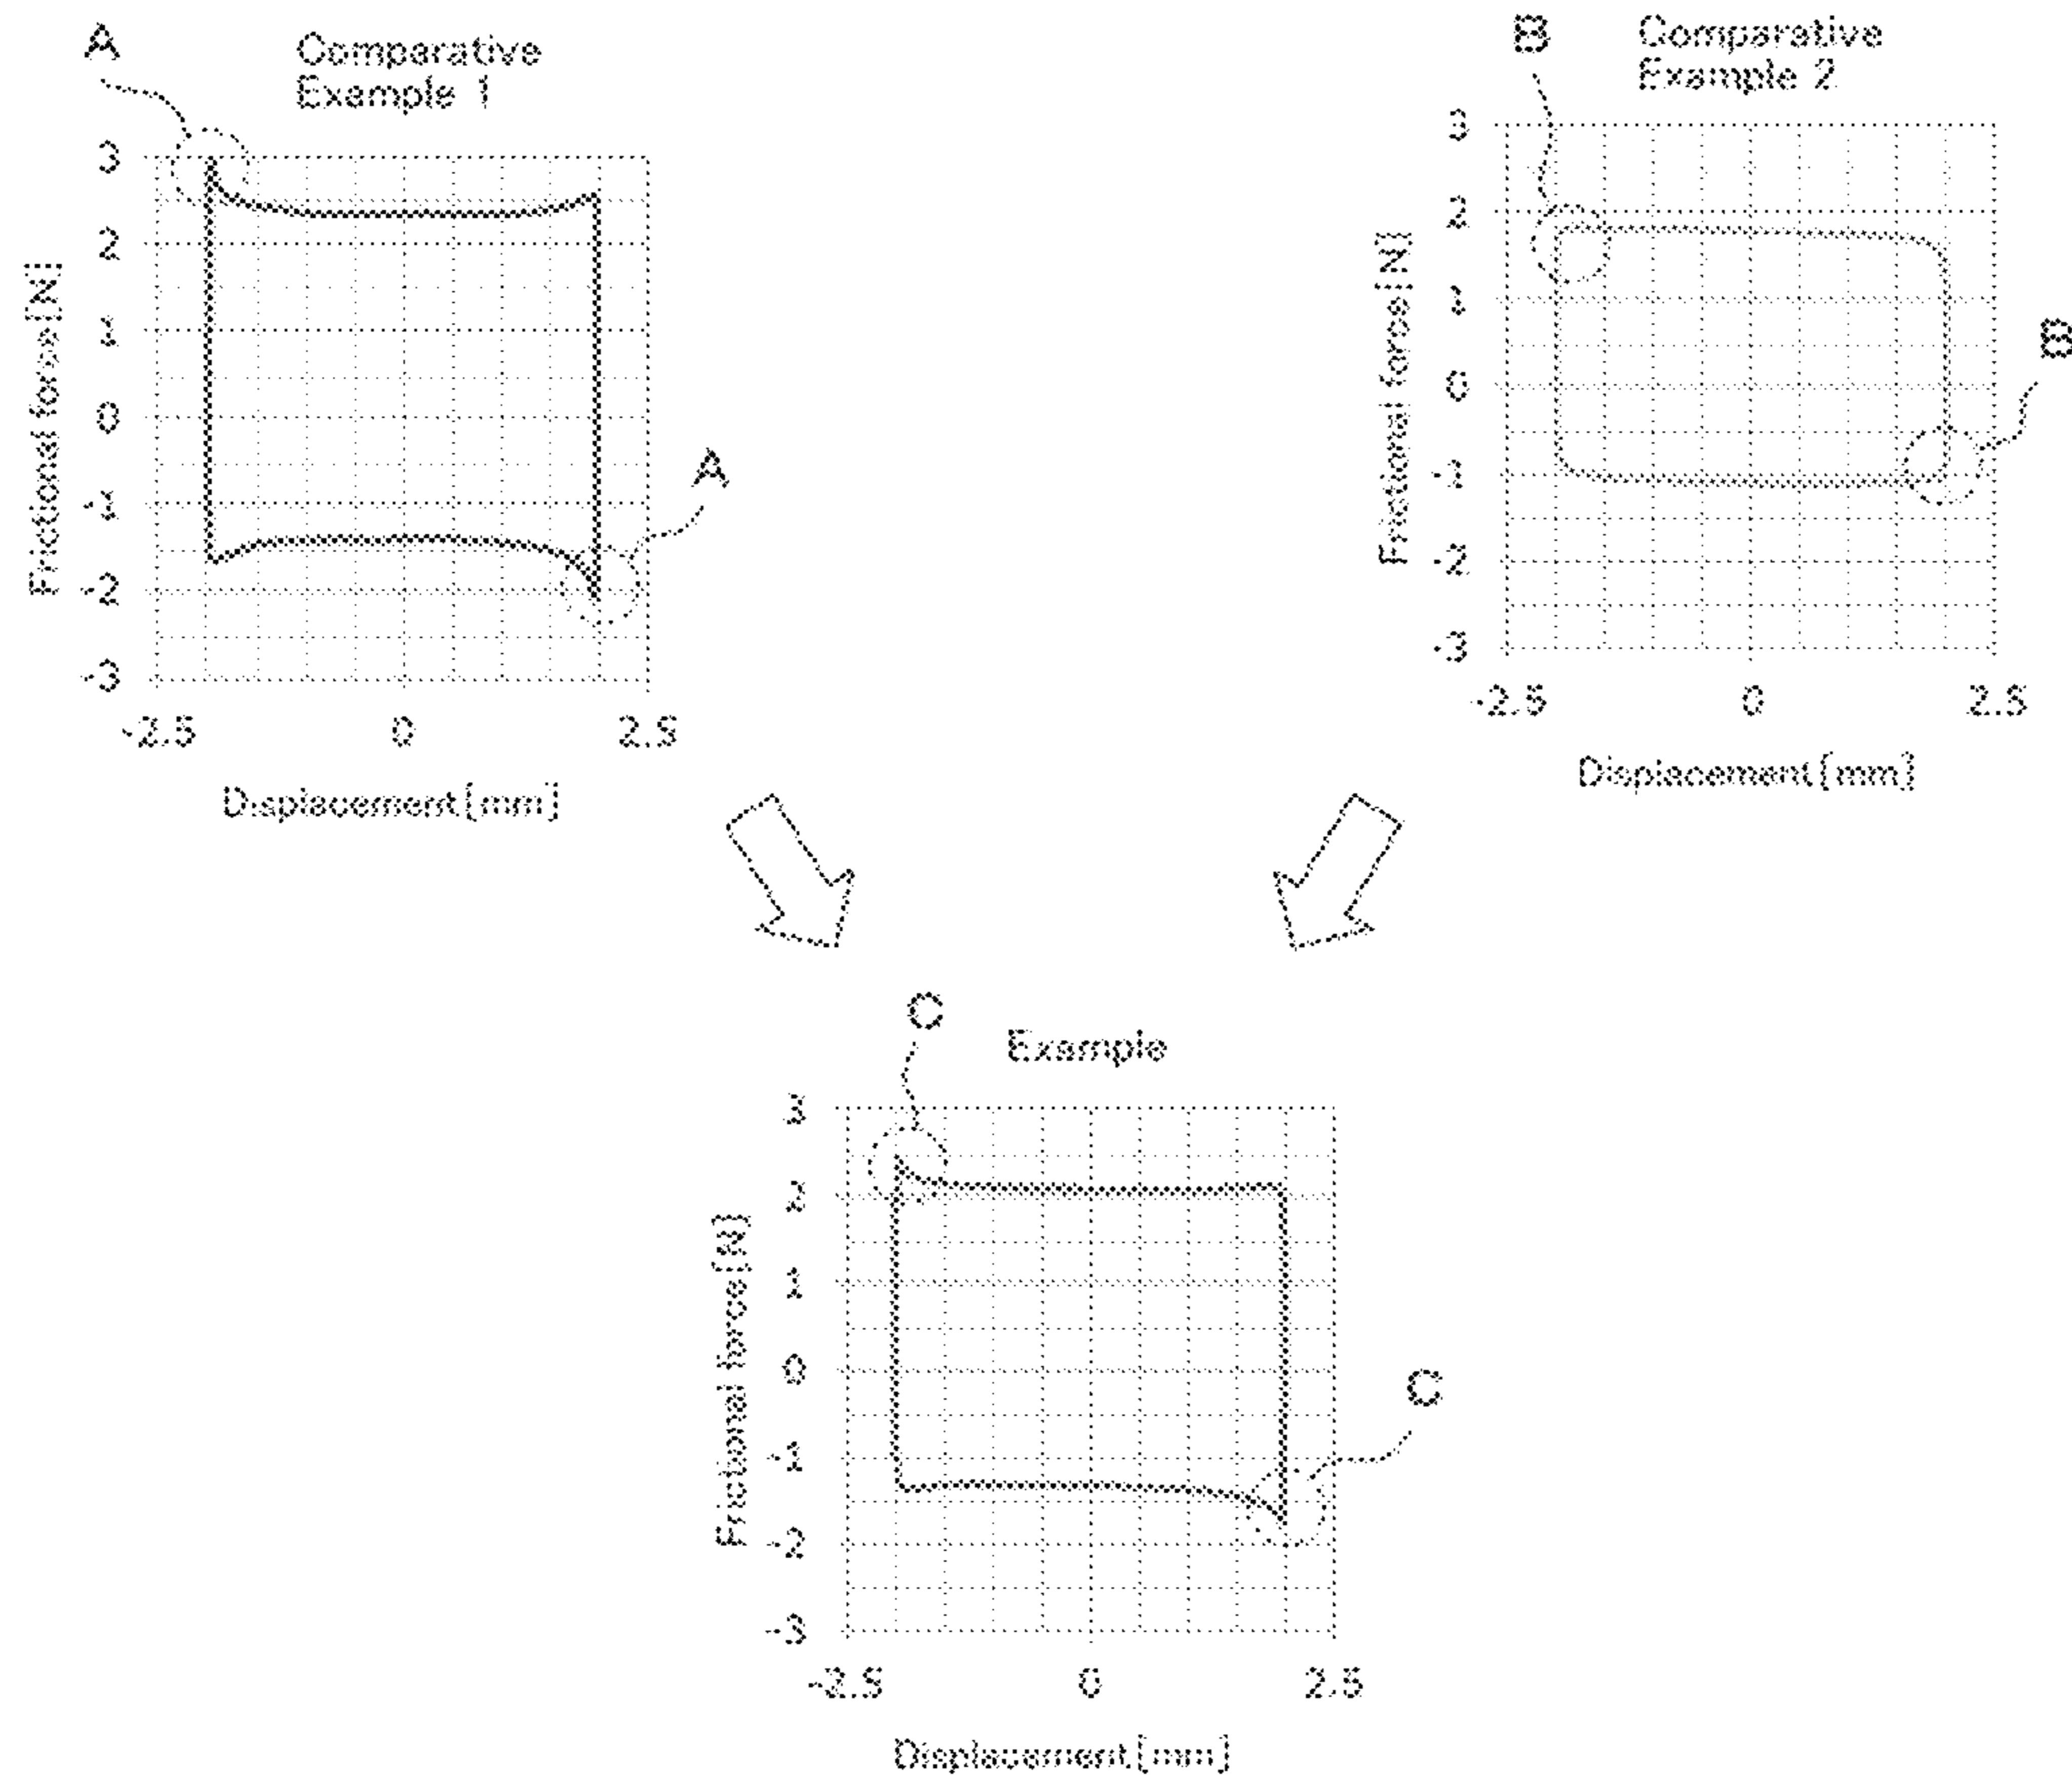 A
Comparative
Example 1
3
2
1
0
-1
-2
-3
Frictional force[N]
A
-2.5 0 2.5
Displacement[mm]
B
Comparative
Example 2
3
2
1
0
-1
-2
-3
Frictional force[N]
B
-2.5 0 2.5
Displacement[mm]
C
Example
3
2
1
0
-1
-2
-3
Frictional force[N]
C
-2.5 0 2.5
Displacement[mm]